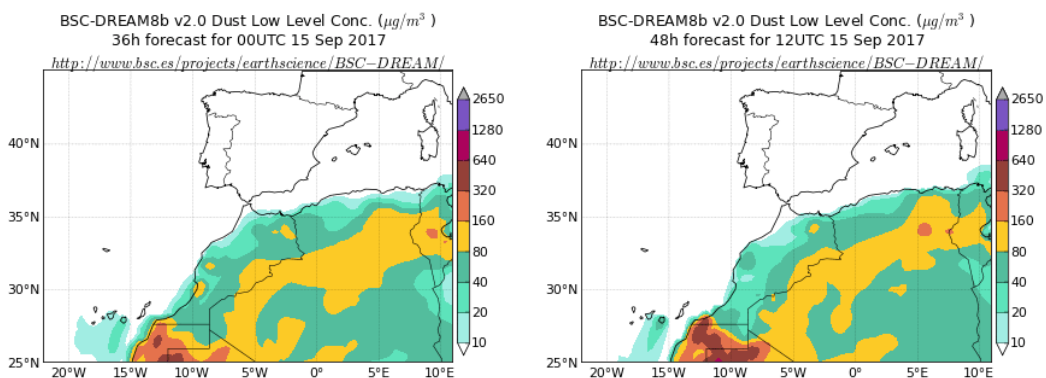 BSC-DREAM8b v2.0 Dust Low Level Conc. (μg/m³ )
36h forecast for 00UTC 15 Sep 2017
http://www.bsc.es/projects/earthscience/BSC−DREAM/
40°N
35°N
30°N
25°N
20°W 15°W 10°W 5°W 0° 5°E 10°E
2650
1280
640
320
160
80
40
20
10
BSC-DREAM8b v2.0 Dust Low Level Conc. (μg/m³ )
48h forecast for 12UTC 15 Sep 2017
http://www.bsc.es/projects/earthscience/BSC−DREAM/
40°N
35°N
30°N
25°N
20°W 15°W 10°W 5°W 0° 5°E 10°E
2650
1280
640
320
160
80
40
20
10